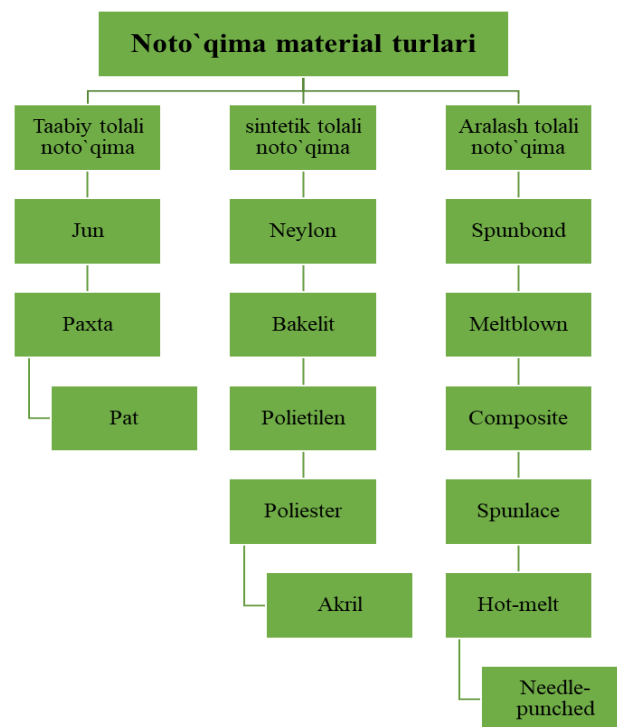 Noto`qima material turlari
Taabiy tolali
noto`qima
Jun
Paxta
Pat
sintetik tolali
noto`qima
Neylon
Bakelit
Polietilen
Poliester
Akril
Aralash tolali
noto`qima
Spunbond
Meltblown
Composite
Spunlace
Hot-melt
Needle-
punched